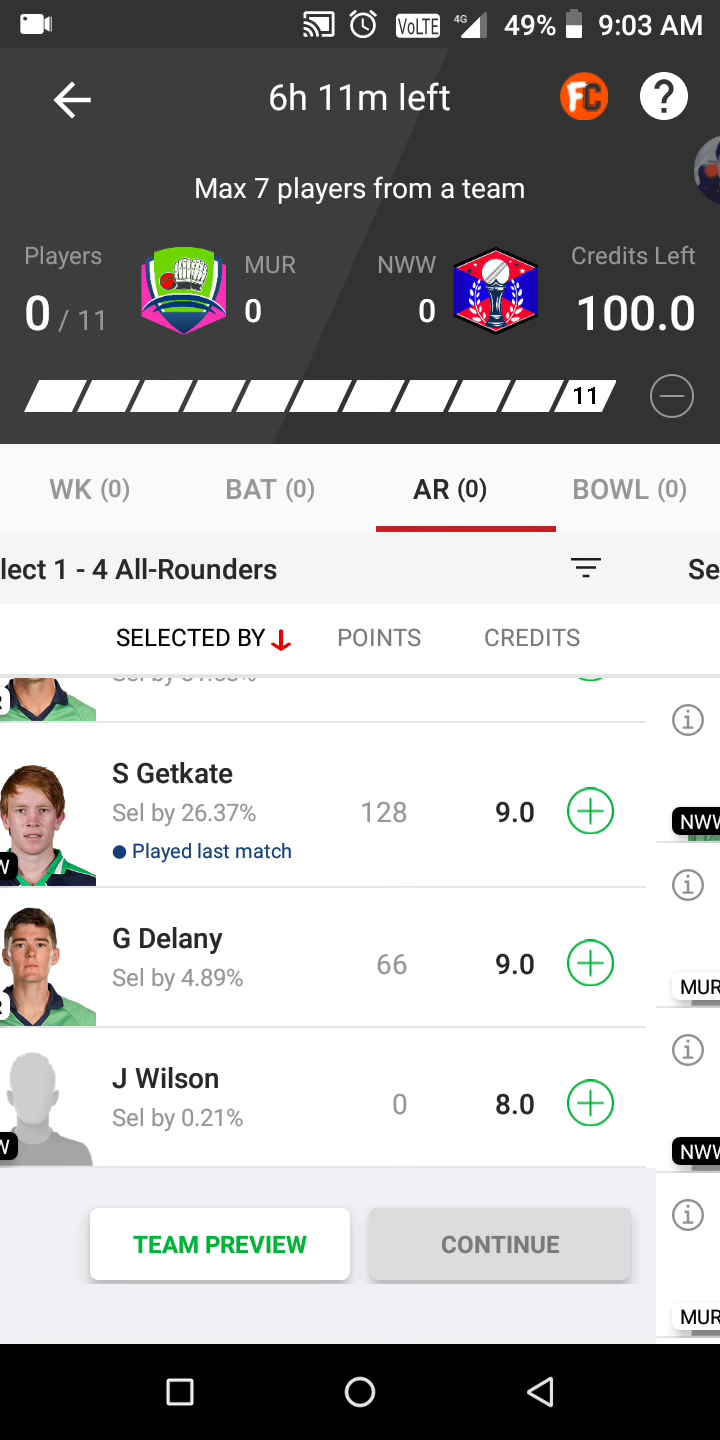 VoLTE 4G 49% 9:03 AM
6h 11m left
FC ?
Max 7 players from a team
Players MUR NWW Credits Left
0 / 11 0 0 100.0
11
WK (0) BAT (0) AR (0) BOWL (0)
lect 1 - 4 All-Rounders Se
SELECTED BY POINTS CREDITS
S Getkate
Sel by 26.37% 128 9.0
Played last match
NWW
W
G Delany
Sel by 4.89% 66 9.0
MUR
R
J Wilson
Sel by 0.21% 0 8.0
W NWW
TEAM PREVIEW CONTINUE
MUR